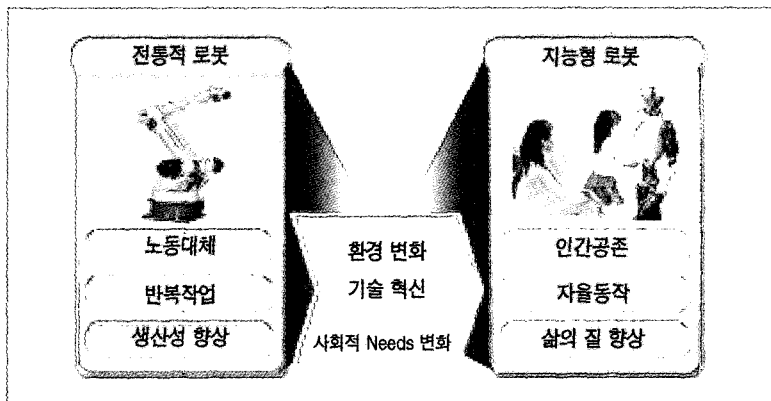 전통적 로봇
노동대체
반복작업
생산성 향상
환경 변화
기술 혁신
사회적 Needs 변화
지능형 로봇
인간공존
자율동작
삶의 질 향상